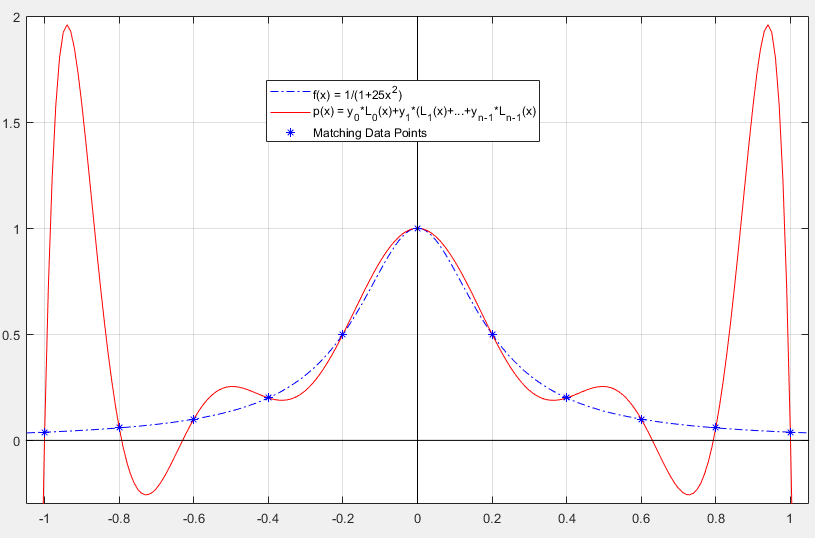 2
1.5
1
0.5
0
f(x) = 1/(1+25x²)
p(x) = y₀*L₀(x)+y₁*(L₁(x)+...+yₙ₋₁*Lₙ₋₁(x)
Matching Data Points
-1 -0.8 -0.6 -0.4 -0.2 0 0.2 0.4 0.6 0.8 1